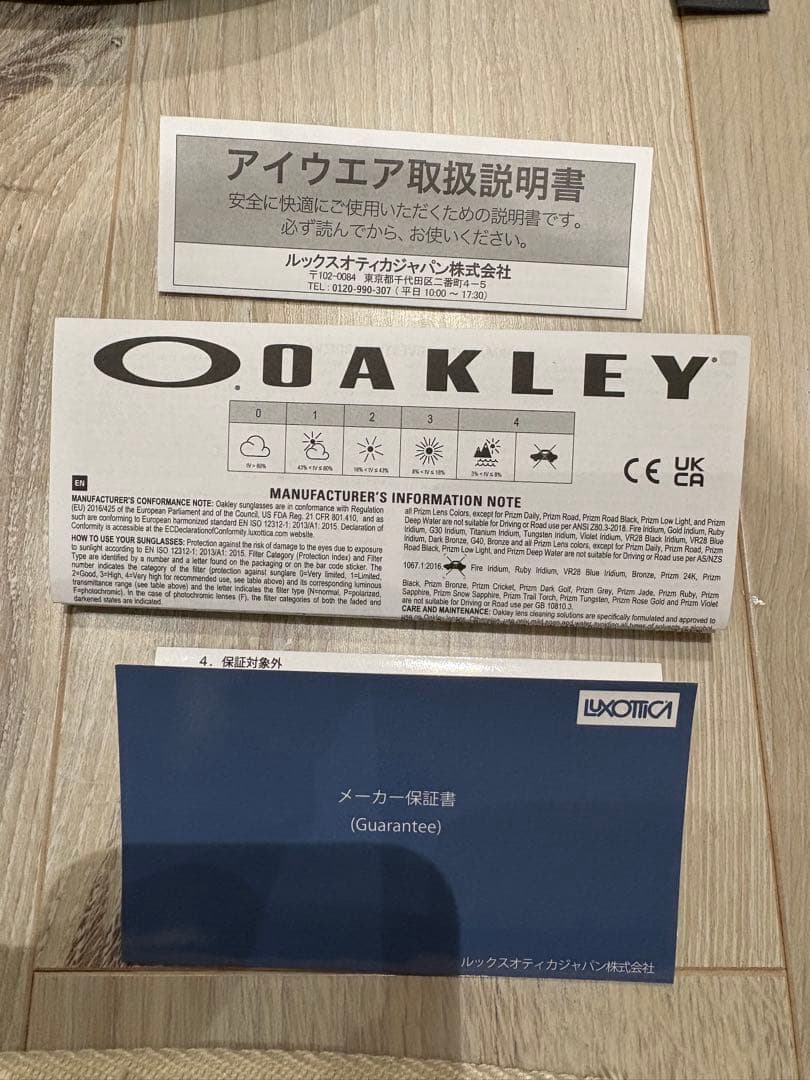 アイウエア取扱説明書
安全に快適にご使用いただくための説明書です。
必ず読んでから、お使いください。
ルックスオティカジャパン株式会社
〒102-0084 東京都千代田区二番町4-5
TEL : 0120-990-307 ( 平日 10:00 ～ 17:30)
OAKLEY
0 1 2 3 4
tV > 80% 43% < tV ≤ 80% 18% < tV ≤ 43% 8% < tV ≤ 18% 3% < tV ≤ 8%
CE UK CA
EN
MANUFACTURER'S INFORMATION NOTE
MANUFACTURER'S CONFORMANCE NOTE: Oakley sunglasses are in conformance with Regulation
(EU) 2016/425 of the European Parliament and of the Council, US FDA Reg. 21 CFR 801.410, and as
such are conforming to European harmonized standard EN ISO 12312-1: 2013/A1: 2015. Declaration of
Conformity is accessible at the ECDeclarationofConformity.luxottica.com website.
HOW TO USE YOUR SUNGLASSES: Protection against the risk of damage to the eyes due to exposure
to sunlight according to EN ISO 12312-1: 2013/A1: 2015. Filter Category (Protection Index) and Filter
Type are identified by a number and a letter found on the packaging or on the bar code sticker. The
number indicates the category of the filter (protection against sunglare 0=Very limited, 1=Limited,
2=Good, 3=High, 4=Very high for recommended use, see table above) and its corresponding luminous
transmittance range (see table above) and the letter indicates the filter type (N=normal, P=polarized,
F=photochromic). In the case of photochromic lenses (F), the filter categories of both the faded and
darkened states are indicated.
all Prizm Lens Colors, except for Prizm Daily, Prizm Road, Prizm Road Black, Prizm Low Light, and Prizm
Deep Water are not suitable for Driving or Road use per ANSI Z80.3-2018. Fire Iridium, Gold Iridium, Ruby
Iridium, G30 Iridium, Titanium Iridium, Tungsten Iridium, Violet Iridium, VR28 Black Iridium, VR28 Blue
Iridium, Dark Bronze, G40, Bronze and all Prizm Lens colors, except for Prizm Daily, Prizm Road, Prizm
Road Black, Prizm Low Light, and Prizm Deep Water are not suitable for Driving or Road use per AS/NZS
1067.1:2016 Fire Iridium, Ruby Iridium, VR28 Blue Iridium, Bronze, Prizm 24K, Prizm
Black, Prizm Bronze, Prizm Cricket, Prizm Dark Golf, Prizm Grey, Prizm Jade, Prizm Ruby, Prizm
Sapphire, Prizm Snow Sapphire, Prizm Trail Torch, Prizm Tungsten, Prizm Rose Gold and Prizm Violet
are not suitable for Driving or Road use per GB 10810.3.
CARE AND MAINTENANCE: Oakley lens cleaning solutions are specifically formulated and approved to
4. 保証対象外
LUXOTTICA
メーカー保証書
(Guarantee)
ルックスオティカジャパン株式会社